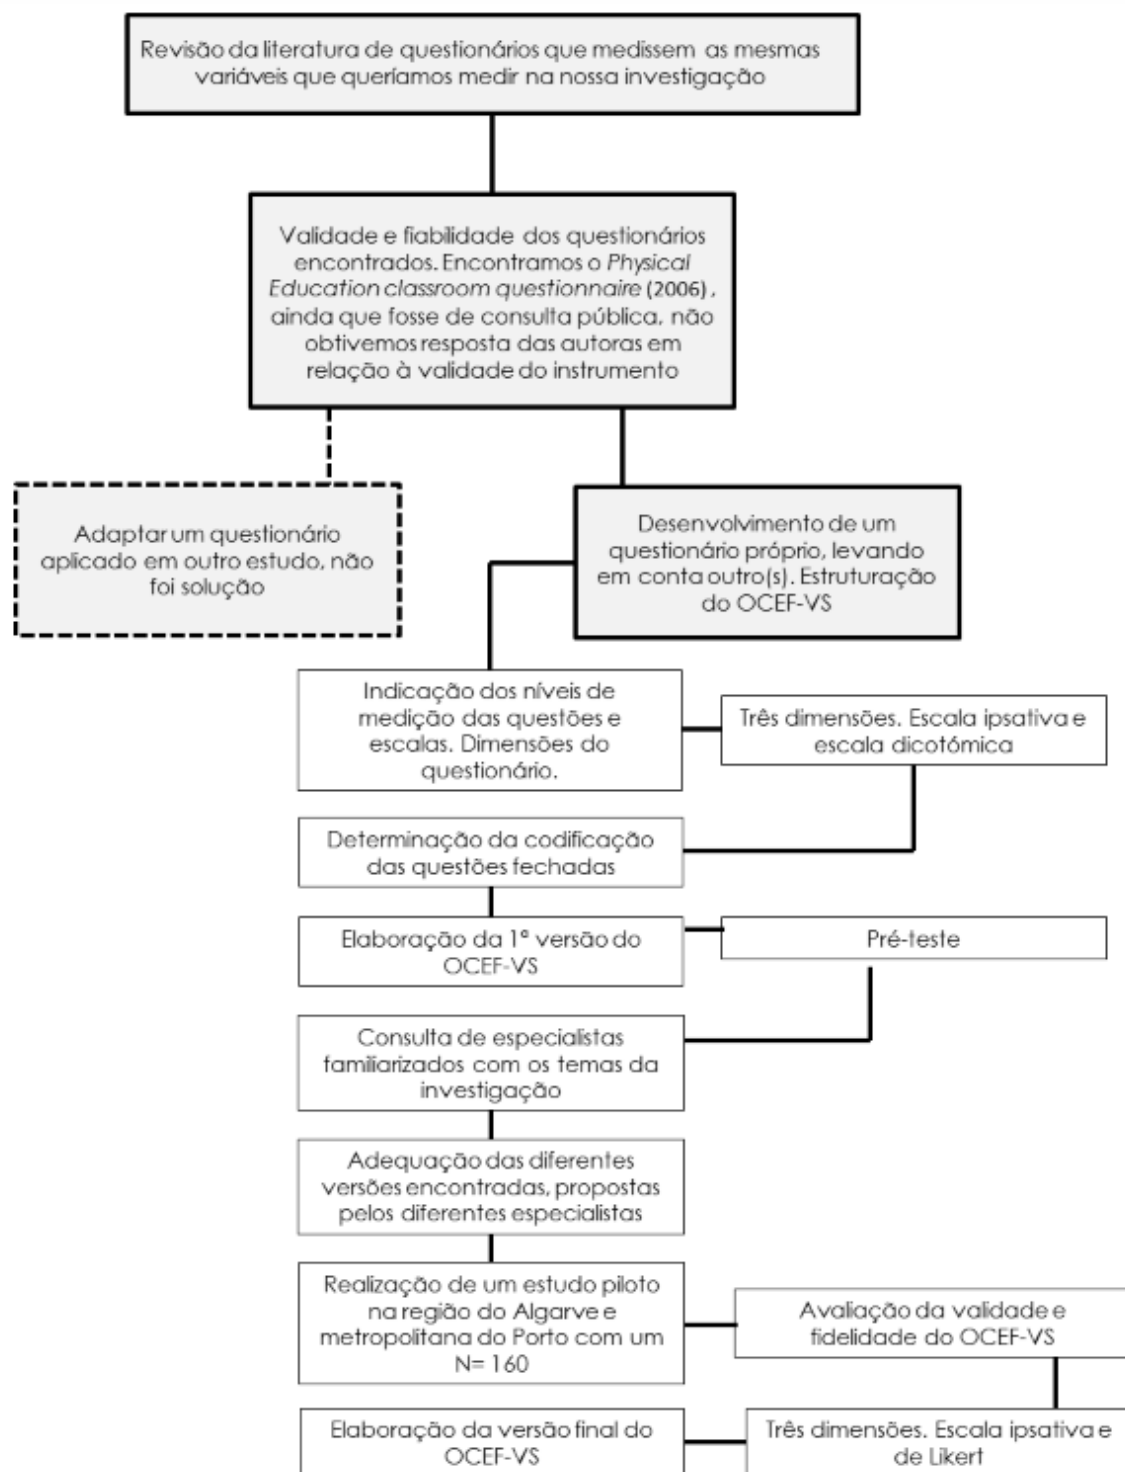 Revisão da literatura de questionários que medissem as mesmas
variáveis que queríamos medir na nossa investigação
Validade e fiabilidade dos questionários
encontrados. Encontramos o Physical
Education classroom questionnaire (2006) ,
ainda que fosse de consulta pública, não
obtivemos resposta das autoras em
relação à validade do instrumento
Adaptar um questionário
aplicado em outro estudo, não
foi solução
Desenvolvimento de um
questionário próprio, levando
em conta outro(s). Estruturação
do OCEF-VS
Indicação dos níveis de
medição das questões e
escalas. Dimensões do
questionário.
Três dimensões. Escala ipsativa e
escala dicotómica
Determinação da codificação
das questões fechadas
Elaboração da 1ª versão do
OCEF-VS
Pré-teste
Consulta de especialistas
familiarizados com os temas da
investigação
Adequação das diferentes
versões encontradas, propostas
pelos diferentes especialistas
Realização de um estudo piloto
na região do Algarve e
metropolitana do Porto com um
N= 160
Avaliação da validade e
fidelidade do OCEF-VS
Elaboração da versão final do
OCEF-VS
Três dimensões. Escala ipsativa e
de Likert